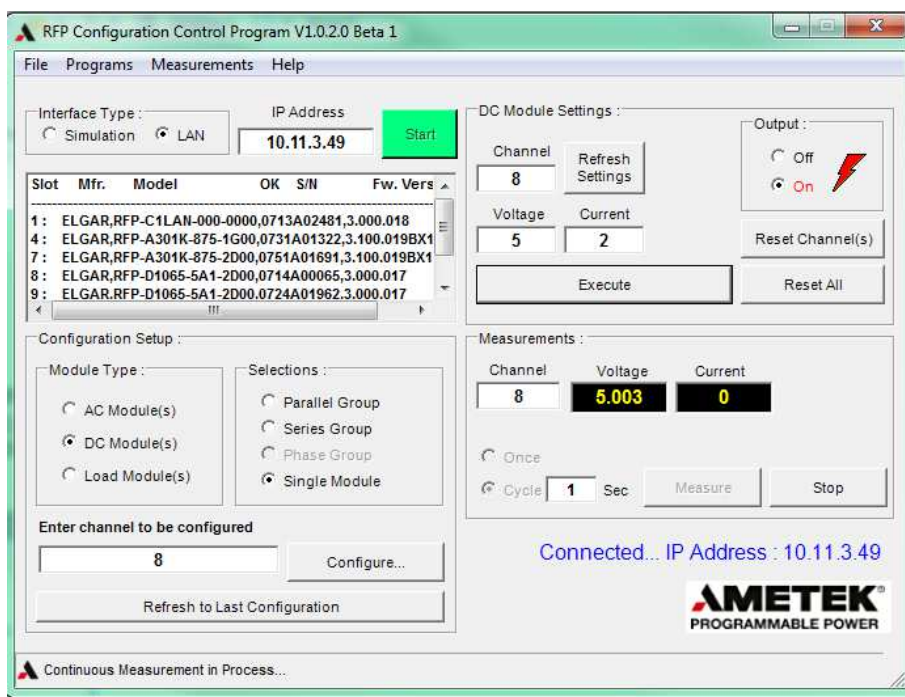 RFP Configuration Control Program V1.0.2.0 Beta 1
File Programs Measurements Help
Interface Type :
Simulation LAN
IP Address
10.11.3.49
Start
Slot Mfr. Model OK S/N Fw. Vers
1 : ELGAR,RFP-C1LAN-000-0000,0713A02481,3.000.018
4 : ELGAR,RFP-A301K-875-1G00,0731A01322,3.100.019BX1
7 : ELGAR,RFP-A301K-875-2D00,0751A01691,3.100.019BX1
8 : ELGAR,RFP-D1065-5A1-2D00,0714A00065,3.000.017
9 : ELGAR,RFP-D1065-5A1-2D00,0724A01962,3.000.017
DC Module Settings :
Channel
8
Refresh
Settings
Voltage Current
5 2
Execute
Output :
Off
On
Reset Channel(s)
Reset All
Configuration Setup :
Module Type :
AC Module(s)
DC Module(s)
Load Module(s)
Selections :
Parallel Group
Series Group
Phase Group
Single Module
Enter channel to be configured
8
Configure...
Refresh to Last Configuration
Measurements :
Channel Voltage Current
8 5.003 0
Once
Cycle 1 Sec
Measure
Stop
Connected... IP Address : 10.11.3.49
AMETEK®
PROGRAMMABLE POWER
Continuous Measurement in Process...